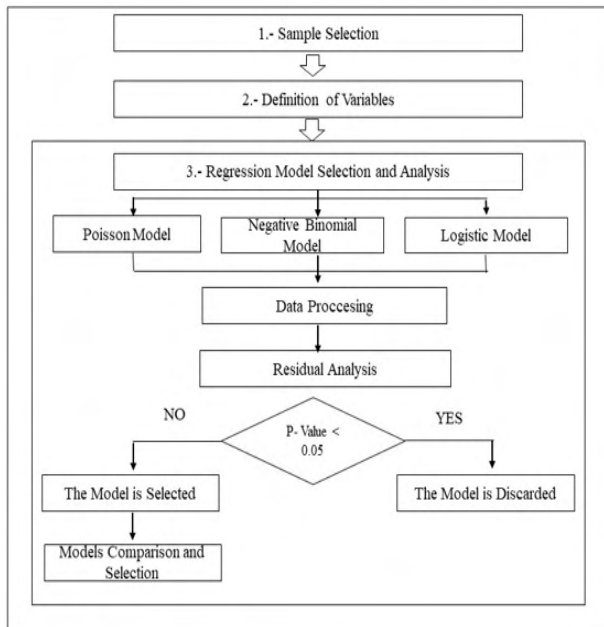 1.- Sample Selection
2.- Definition of Variables
3.- Regression Model Selection and Analysis
Poisson Model
Negative Binomial
Model
Logistic Model
Data Proccesing
Residual Analysis
NO
YES
P- Value <
0.05
The Model is Selected
The Model is Discarded
Models Comparison and
Selection